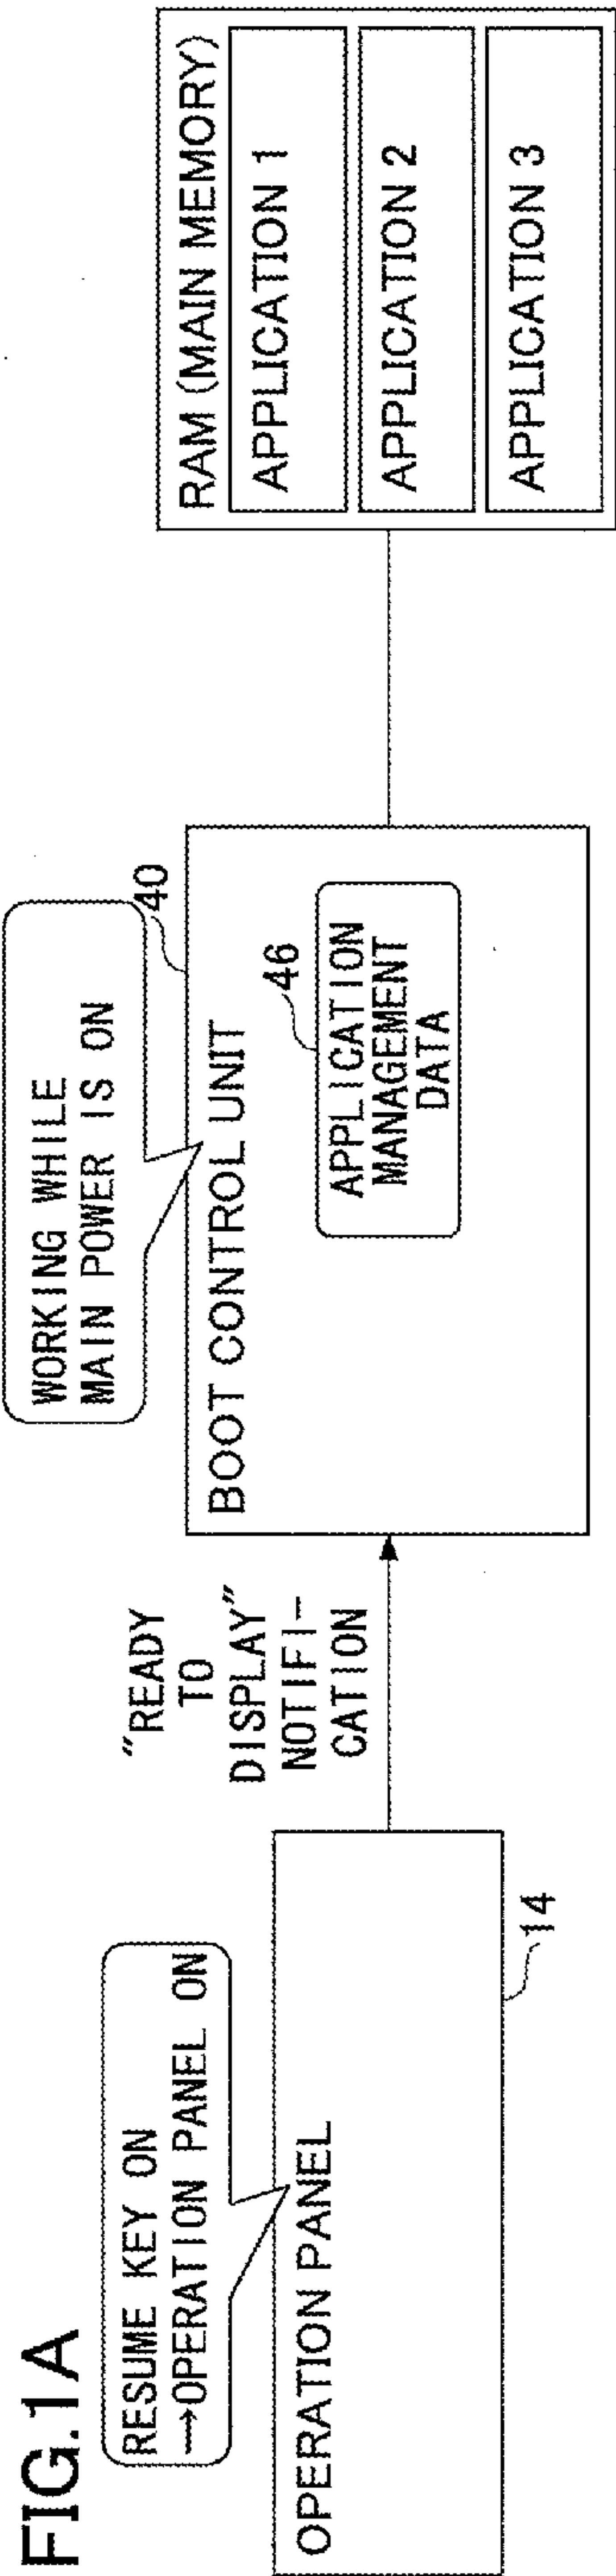 FIG.1A
RESUME KEY ON
→OPERATION PANEL ON
OPERATION PANEL
14
"READY
TO
DISPLAY"
NOTIFI-
CATION
WORKING WHILE
MAIN POWER IS ON
40
BOOT CONTROL UNIT
46
APPLICATION
MANAGEMENT
DATA
RAM (MAIN MEMORY)
APPLICATION 1
APPLICATION 2
APPLICATION 3